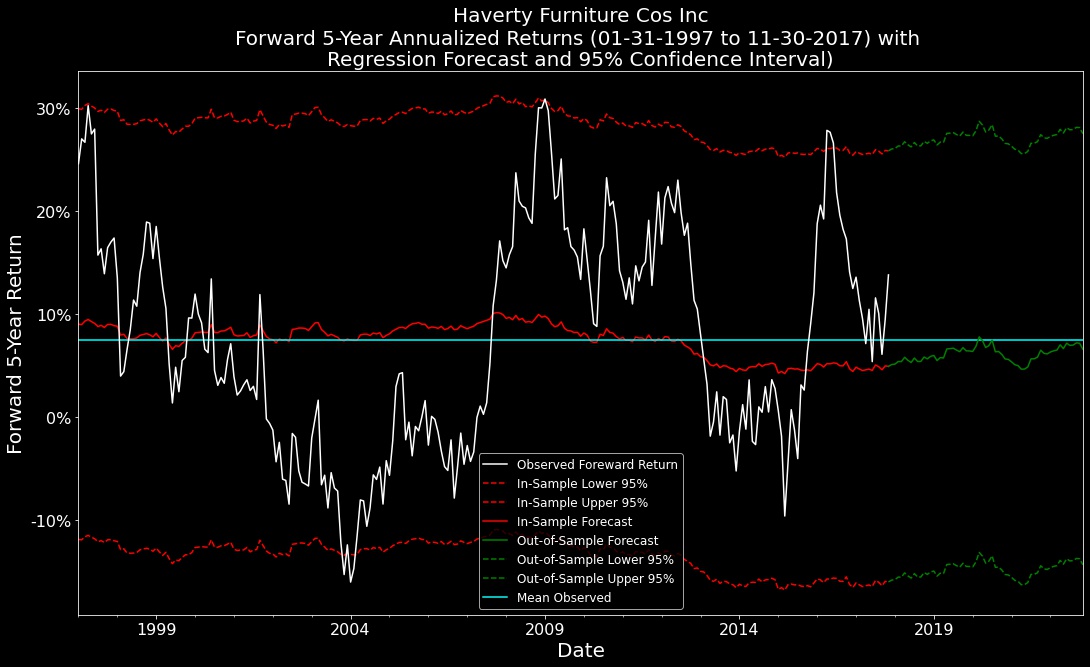 Haverty Furniture Cos Inc
Forward 5-Year Annualized Returns (01-31-1997 to 11-30-2017) with
Regression Forecast and 95% Confidence Interval)
30%
20%
10%
0%
-10%
Forward 5-Year Return
Observed Foreward Return
In-Sample Lower 95%
In-Sample Upper 95%
In-Sample Forecast
Out-of-Sample Forecast
Out-of-Sample Lower 95%
Out-of-Sample Upper 95%
Mean Observed
1999 2004 2009 2014 2019
Date